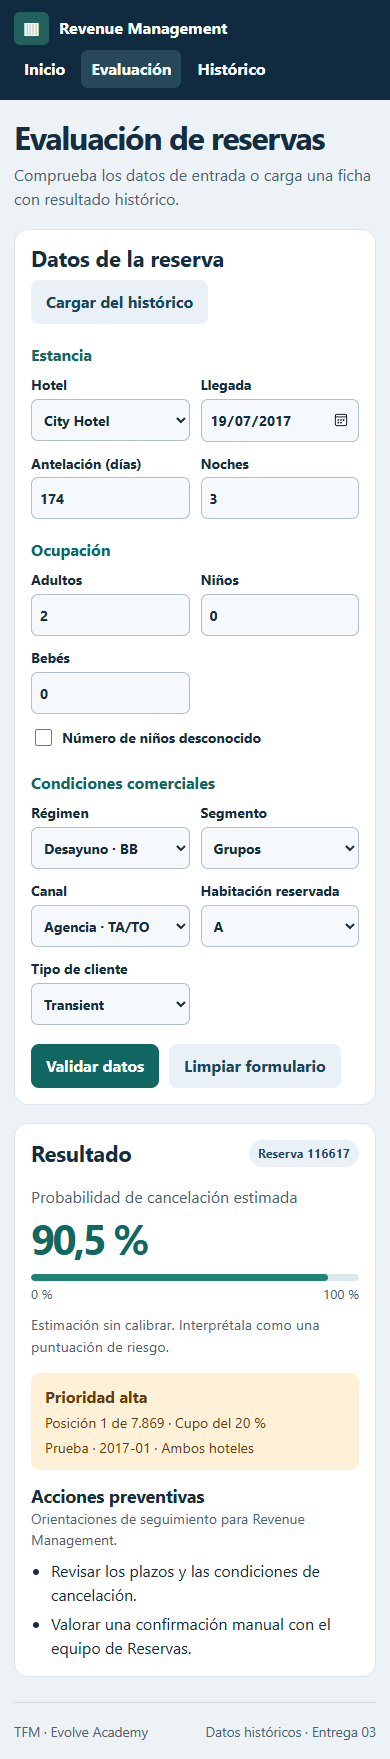 Revenue Management
Inicio Evaluación Histórico
Evaluación de reservas
Comprueba los datos de entrada o carga una ficha
con resultado histórico.
Datos de la reserva
Cargar del histórico
Estancia
Hotel Llegada
City Hotel 19/07/2017
Antelación (días) Noches
174 3
Ocupación
Adultos Niños
2 0
Bebés
0
Número de niños desconocido
Condiciones comerciales
Régimen Segmento
Desayuno · BB Grupos
Canal Habitación reservada
Agencia · TA/TO A
Tipo de cliente
Transient
Validar datos Limpiar formulario
Resultado Reserva 116617
Probabilidad de cancelación estimada
90,5 %
0 % 100 %
Estimación sin calibrar. Interprétala como una
puntuación de riesgo.
Prioridad alta
Posición 1 de 7.869 · Cupo del 20 %
Prueba · 2017-01 · Ambos hoteles
Acciones preventivas
Orientaciones de seguimiento para Revenue
Management.
• Revisar los plazos y las condiciones de
cancelación.
• Valorar una confirmación manual con el
equipo de Reservas.
TFM · Evolve Academy Datos históricos · Entrega 03